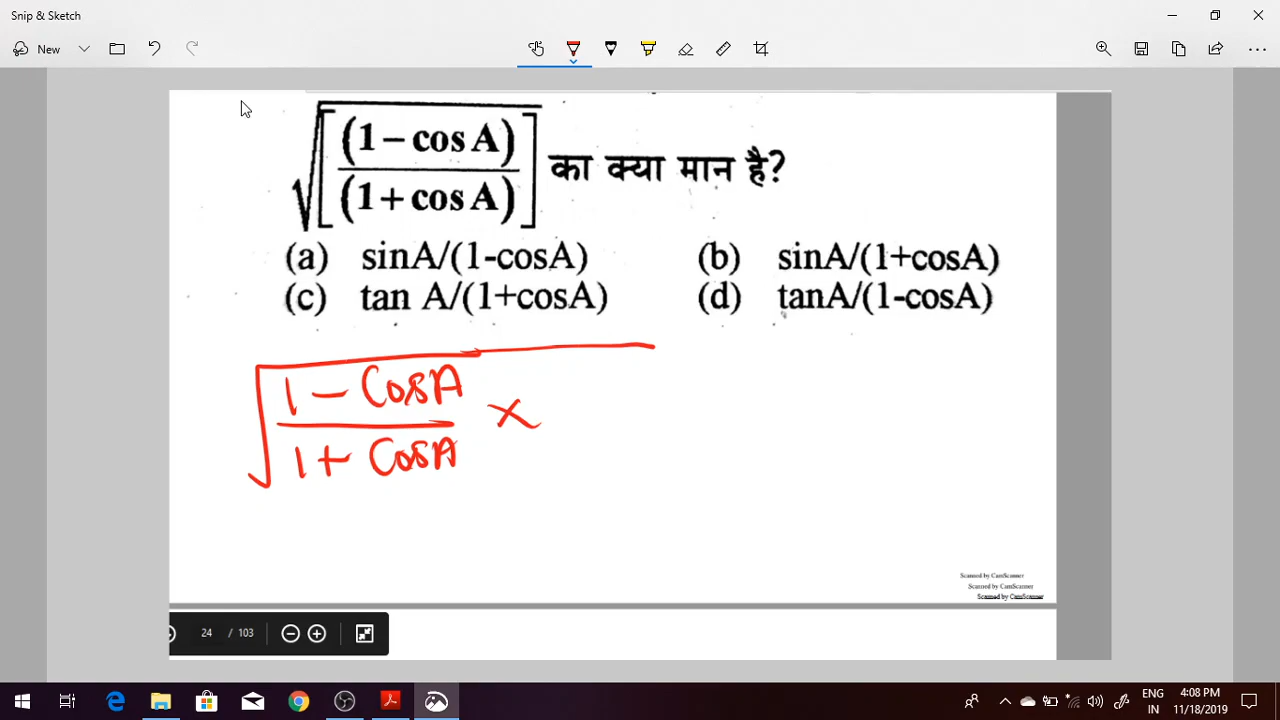 Snip & Sketch
New
√[(1 – cos A)/(1 + cos A)] का क्या मान है?
(a) sinA/(1-cosA) (b) sinA/(1+cosA)
(c) tan A/(1+cosA) (d) tanA/(1-cosA)
√1 – CosA / 1 + CosA ×
Scanned by CamScanner
Scanned by CamScanner
Scanned by CamScanner
24 / 103
ENG 4:08 PM
IN 11/18/2019